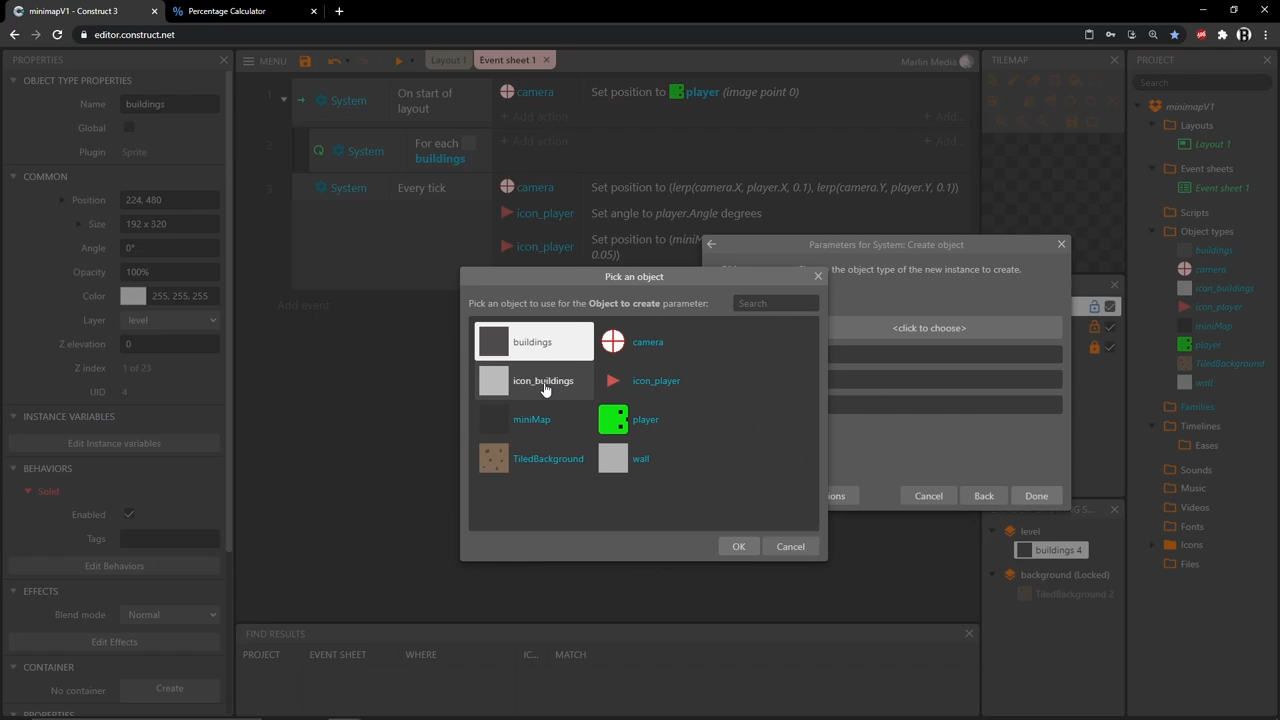 minimapV1 - Construct 3
Percentage Calculator
editor.construct.net
PROPERTIES
OBJECT TYPE PROPERTIES
Name buildings
Global
Plugin Sprite
COMMON
Position 224, 480
Size 192 x 320
Angle 0°
Opacity 100%
Color 255, 255, 255
Layer level
Z elevation 0
Z index 1 of 23
UID 4
INSTANCE VARIABLES
Edit Instance variables
BEHAVIORS
Solid
Enabled
Tags
Edit Behaviors
EFFECTS
Blend mode Normal
Edit Effects
CONTAINER
No container Create
PROPERTIES
MENU
Layout 1
Event sheet 1
Marlin Media
1 System On start of layout
camera Set position to player (image point 0)
+ Add action + Add...
2 System For each buildings
+ Add action + Add...
3 System Every tick
camera Set position to (lerp(camera.X, player.X, 0.1), lerp(camera.Y, player.Y, 0.1))
icon_player Set angle to player.Angle degrees
icon_player Set position to (miniM
0.05))
Add event
Parameters for System: Create object
the object type of the new instance to create.
<click to choose>
ions Cancel Back Done
Pick an object
Pick an object to use for the Object to create parameter:
Search
buildings
camera
icon_buildings
icon_player
miniMap
player
TiledBackground
wall
OK Cancel
FIND RESULTS
PROJECT EVENT SHEET WHERE IC... MATCH
TILEMAP
level
buildings 4
background (Locked)
TiledBackground 2
PROJECT
Search
minimapV1
Layouts
Layout 1
Event sheets
Event sheet 1
Scripts
Object types
buildings
camera
icon_buildings
icon_player
miniMap
player
TiledBackground
wall
Families
Timelines
Eases
Sounds
Music
Videos
Fonts
Icons
Files